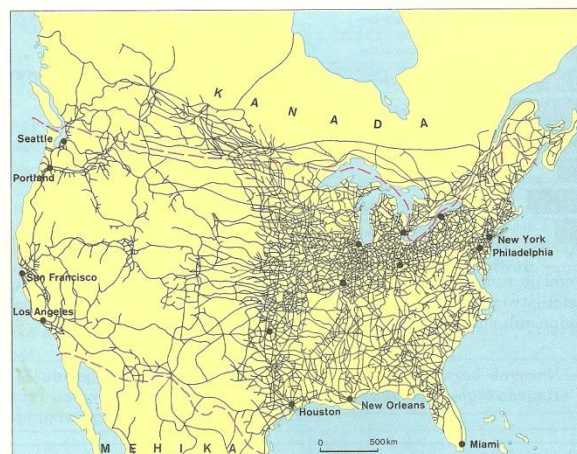 K A N A D A
Seattle
Portland
New York
Philadelphia
San Francisco
Los Angeles
Houston
New Orleans
Miami
M E H I K A
0 500 km